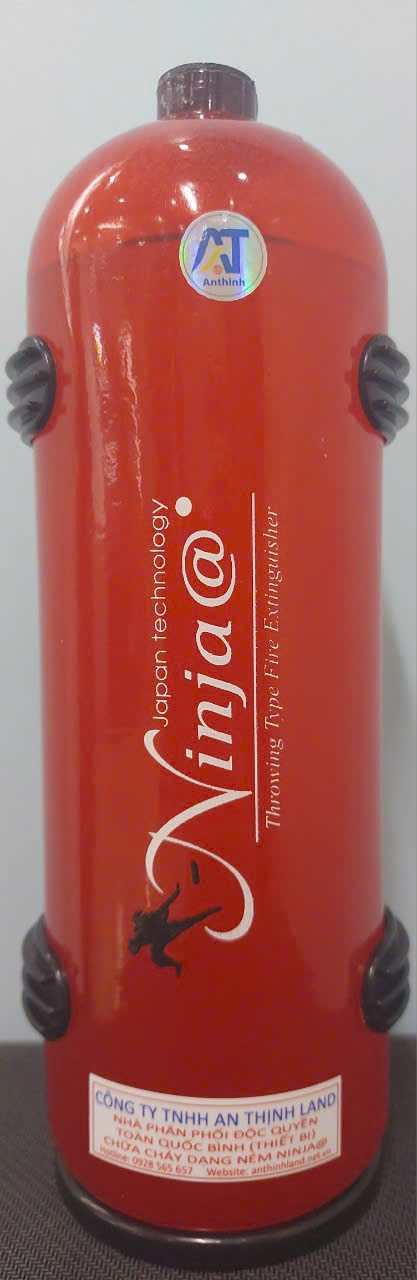 AT
Anthinh
Japan technology
Ninja@
Throwing Type Fire Extinguisher
CÔNG TY TNHH AN THỊNH LAND
NHÀ PHÂN PHỐI ĐỘC QUYỀN
TOÀN QUỐC BÌNH (THIẾT BỊ)
CHỮA CHÁY DẠNG NÉM NINJA@
Hotline: 0928 565 657 Website: anthinhland.net.vn